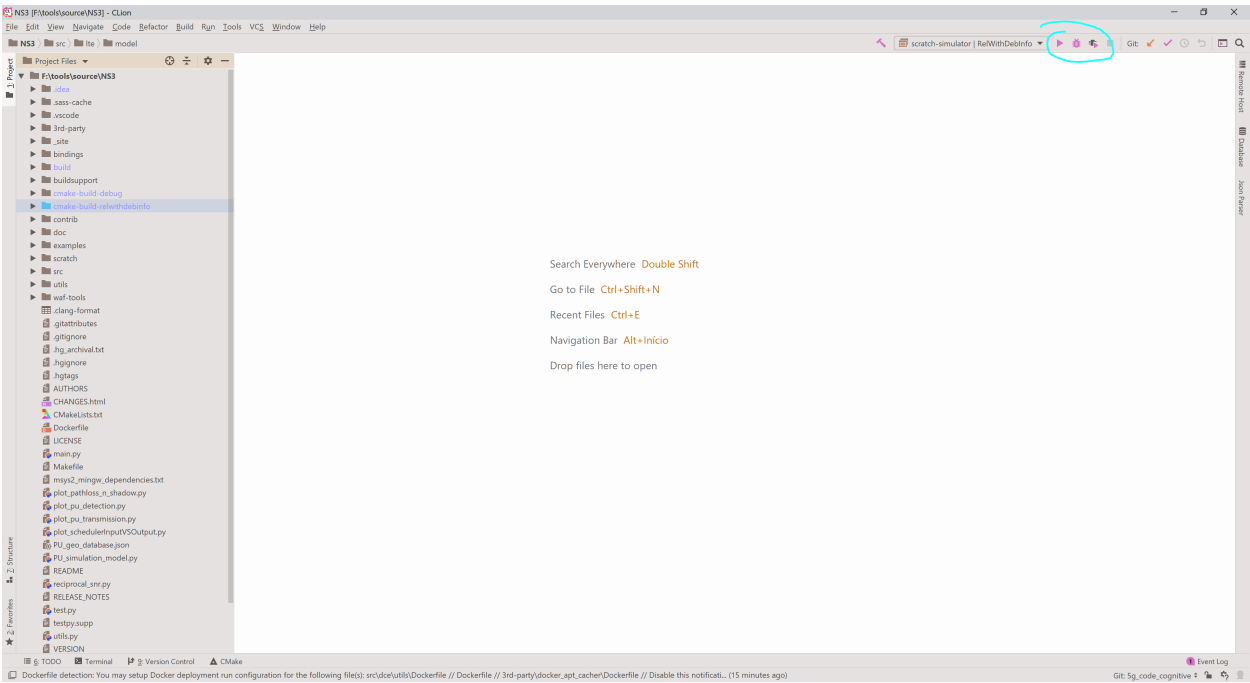 NS3 [F:\tools\source\NS3] - CLion
File Edit View Navigate Code Refactor Build Run Tools VCS Window Help
NS3 src lte model
scratch-simulator | RelWithDebInfo
Git:
1: Project
Project Files
F:\tools\source\NS3
.idea
.sass-cache
.vscode
3rd-party
_site
bindings
build
buildsupport
cmake-build-debug
cmake-build-relwithdebinfo
contrib
doc
examples
scratch
src
utils
waf-tools
.clang-format
.gitattributes
.gitignore
.hg_archival.txt
.hgignore
.hgtags
AUTHORS
CHANGES.html
CMakeLists.txt
Dockerfile
LICENSE
main.py
Makefile
msys2_mingw_dependencies.txt
plot_pathloss_n_shadow.py
plot_pu_detection.py
plot_pu_transmission.py
plot_schedulerInputVSOutput.py
PU_geo_database.json
PU_simulation_model.py
README
reciprocal_snr.py
RELEASE_NOTES
test.py
testpy.supp
utils.py
VERSION
Search Everywhere Double Shift
Go to File Ctrl+Shift+N
Recent Files Ctrl+E
Navigation Bar Alt+Início
Drop files here to open
Remote Host
Database
Json Parser
7: Structure
2: Favorites
6: TODO Terminal 9: Version Control CMake
1 Event Log
Dockerfile detection: You may setup Docker deployment run configuration for the following file(s): src\dce\utils\Dockerfile // Dockerfile // 3rd-party\docker_apt_cacher\Dockerfile // Disable this notificati... (15 minutes ago)
Git: 5g_code_cognitive